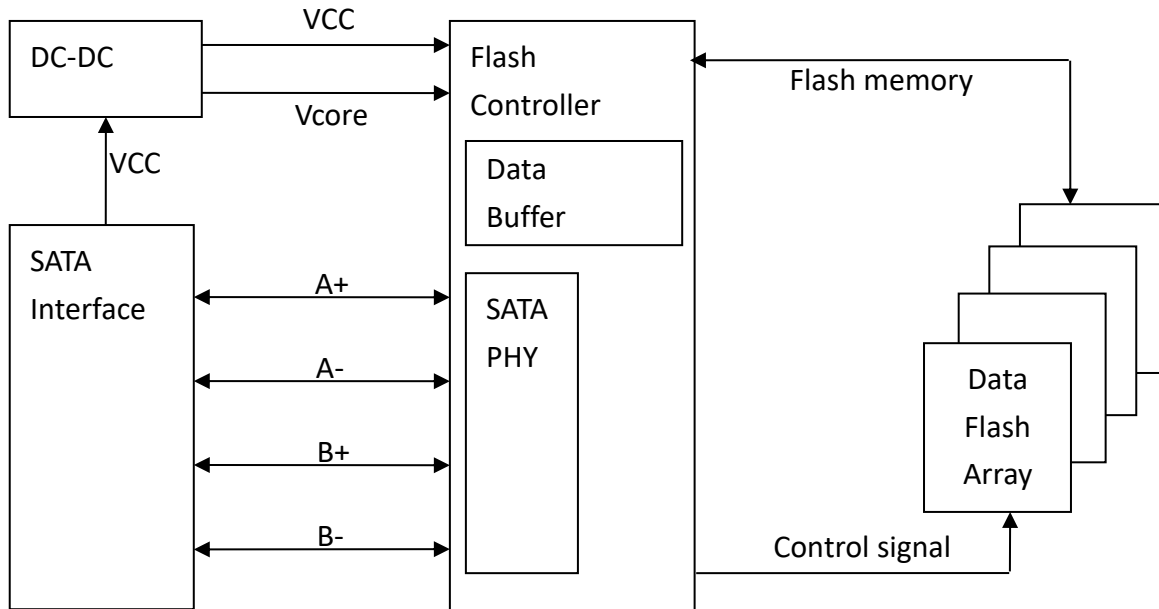 VCC
DC-DC
Flash
Controller
Flash memory
Vcore
VCC
Data
Buffer
SATA
Interface
A+
SATA
PHY
A-
Data
Flash
Array
B+
B-
Control signal